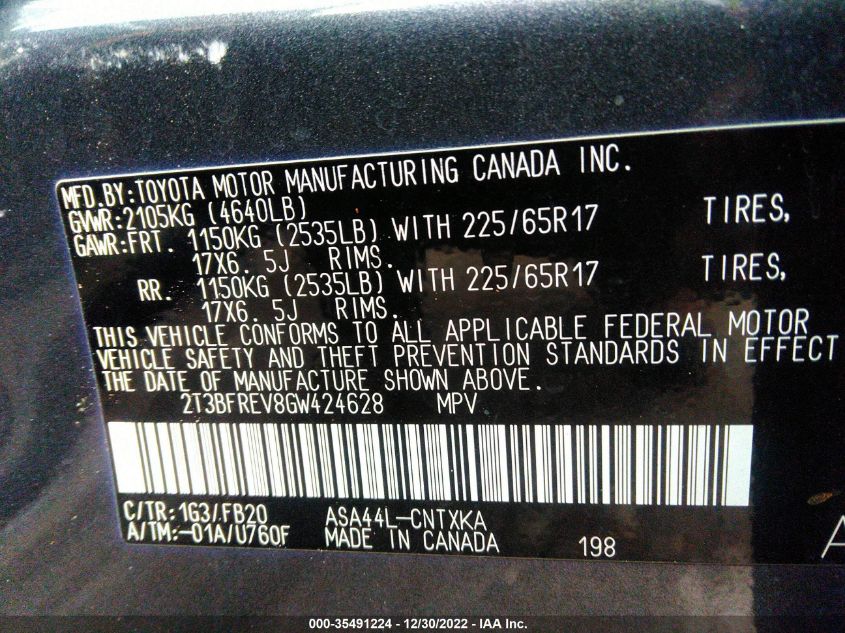 MFD.BY:TOYOTA MOTOR MANUFACTURING CANADA INC.
GVWR:2105KG (4640LB)
GAWR:FRT. 1150KG (2535LB) WITH 225/65R17 TIRES,
17X6. 5J RIMS.
RR. 1150KG (2535LB) WITH 225/65R17 TIRES,
17X6. 5J RIMS.
THIS VEHICLE CONFORMS TO ALL APPLICABLE FEDERAL MOTOR
VEHICLE SAFETY AND THEFT PREVENTION STANDARDS IN EFFECT
THE DATE OF MANUFACTURE SHOWN ABOVE.
2T3BFREV8GW424628 MPV
C/TR:1G3/FB20 ASA44L-CNTXKA
A/TM:-01A/U760F MADE IN CANADA 198
A
000-35491224 - 12/30/2022 - IAA Inc.